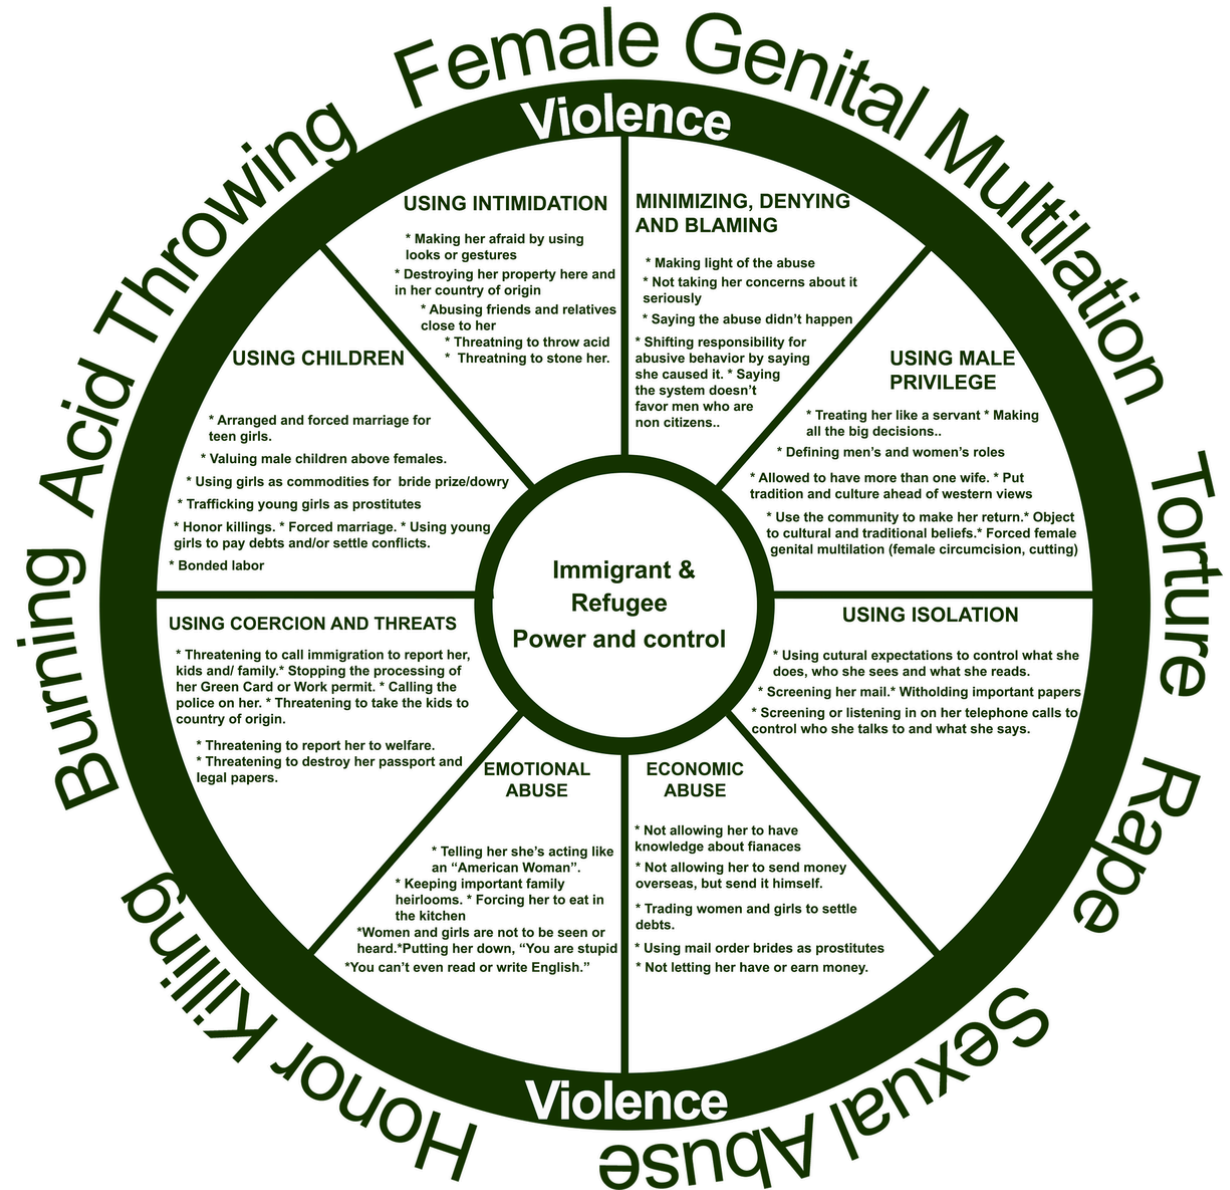 Female Genital Multilation
Torture
Rape
Sexual Abuse
Honor Killing
Burning
Acid Throwing
Violence
USING INTIMIDATION
* Making her afraid by using
looks or gestures
* Destroying her property here and
in her country of origin
* Abusing friends and relatives
close to her
* Threatning to throw acid
* Threatning to stone her.
MINIMIZING, DENYING
AND BLAMING
* Making light of the abuse
* Not taking her concerns about it
seriously
* Saying the abuse didn't happen
* Shifting responsibility for
abusive behavior by saying
she caused it. * Saying
the system doesn't
favor men who are
non citizens..
USING MALE
PRIVILEGE
* Treating her like a servant * Making
all the big decisions..
* Defining men's and women's roles
* Allowed to have more than one wife. * Put
tradition and culture ahead of western views
* Use the community to make her return.* Object
to cultural and traditional beliefs.* Forced female
genital multilation (female circumcision, cutting)
USING ISOLATION
* Using cutural expectations to control what she
does, who she sees and what she reads.
* Screening her mail.* Witholding important papers
* Screening or listening in on her telephone calls to
control who she talks to and what she says.
ECONOMIC
ABUSE
* Not allowing her to have
knowledge about fianaces
* Not allowing her to send money
overseas, but send it himself.
* Trading women and girls to settle
debts.
* Using mail order brides as prostitutes
* Not letting her have or earn money.
EMOTIONAL
ABUSE
* Telling her she's acting like
an “American Woman”.
* Keeping important family
heirlooms. * Forcing her to eat in
the kitchen
*Women and girls are not to be seen or
heard.*Putting her down, “You are stupid
*You can't even read or write English.”
USING COERCION AND THREATS
* Threatening to call immigration to report her,
kids and/ family.* Stopping the processing of
her Green Card or Work permit. * Calling the
police on her. * Threatening to take the kids to
country of origin.
* Threatening to report her to welfare.
* Threatening to destroy her passport and
legal papers.
USING CHILDREN
* Arranged and forced marriage for
teen girls.
* Valuing male children above females.
* Using girls as commodities for bride prize/dowry
* Trafficking young girls as prostitutes
* Honor killings. * Forced marriage. * Using young
girls to pay debts and/or settle conflicts.
* Bonded labor
Immigrant &
Refugee
Power and control
Violence